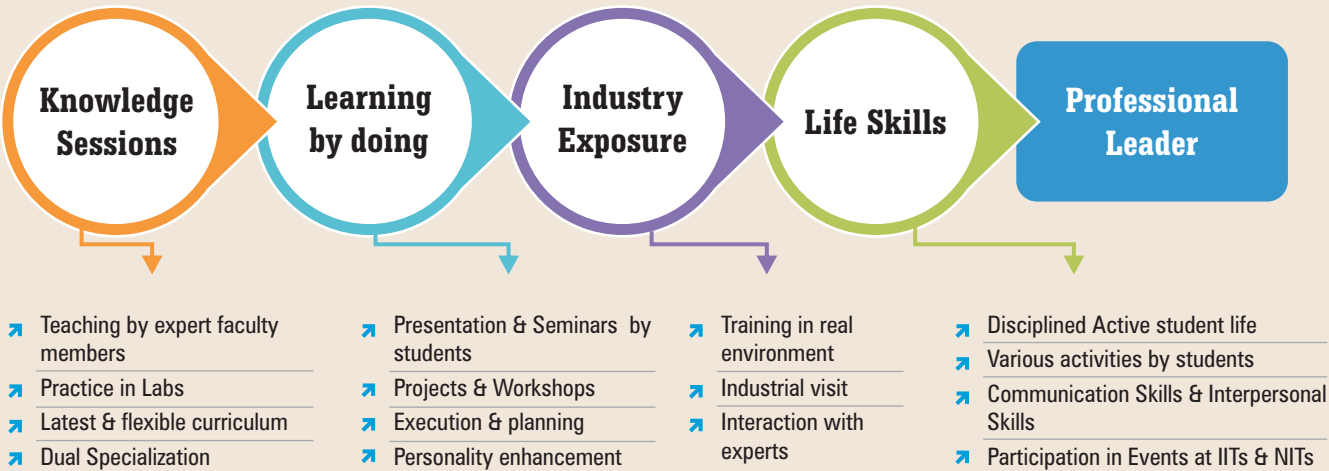 Knowledge
Sessions
Learning
by doing
Industry
Exposure
Life Skills
Professional
Leader
Teaching by expert faculty
members
Practice in Labs
Latest & flexible curriculum
Dual Specialization
Presentation & Seminars by
students
Projects & Workshops
Execution & planning
Personality enhancement
Training in real
environment
Industrial visit
Interaction with
experts
Disciplined Active student life
Various activities by students
Communication Skills & Interpersonal
Skills
Participation in Events at IITs & NITs